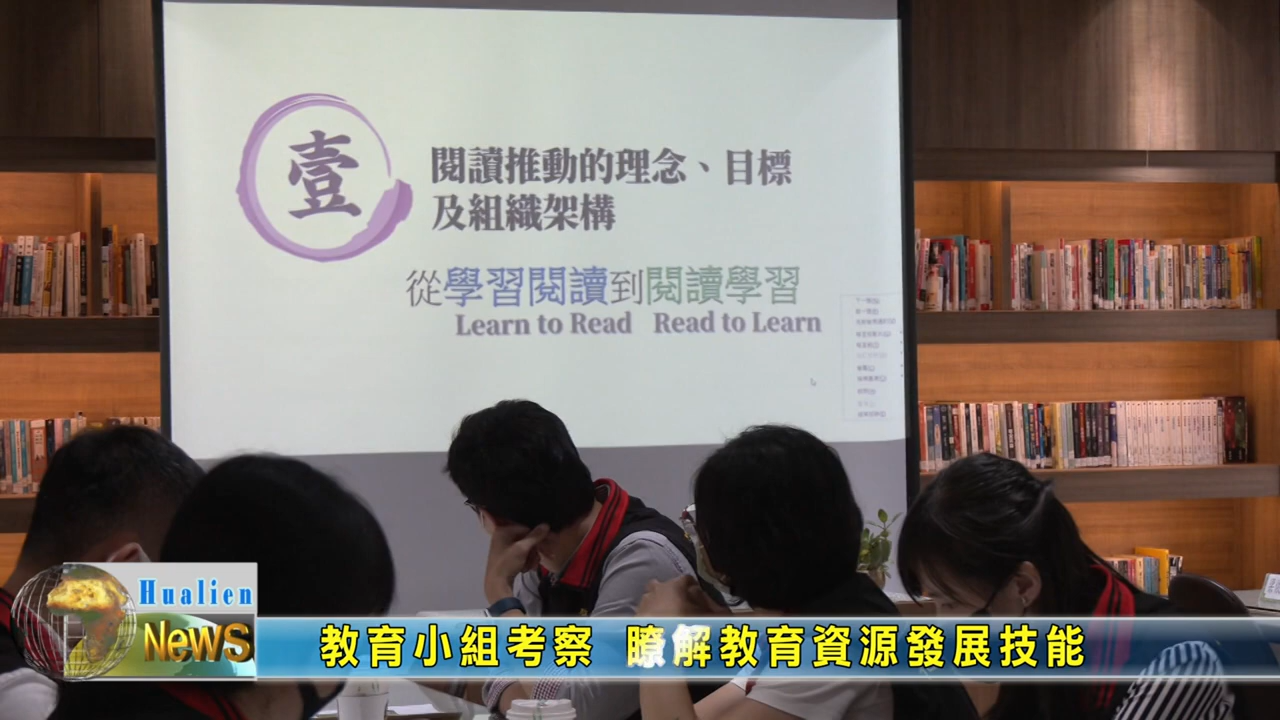 壹
閱讀推動的理念、目標
及組織架構
從學習閱讀到閱讀學習
Learn to Read Read to Learn
Hualien
News
教育小組考察 瞭解教育資源發展技能